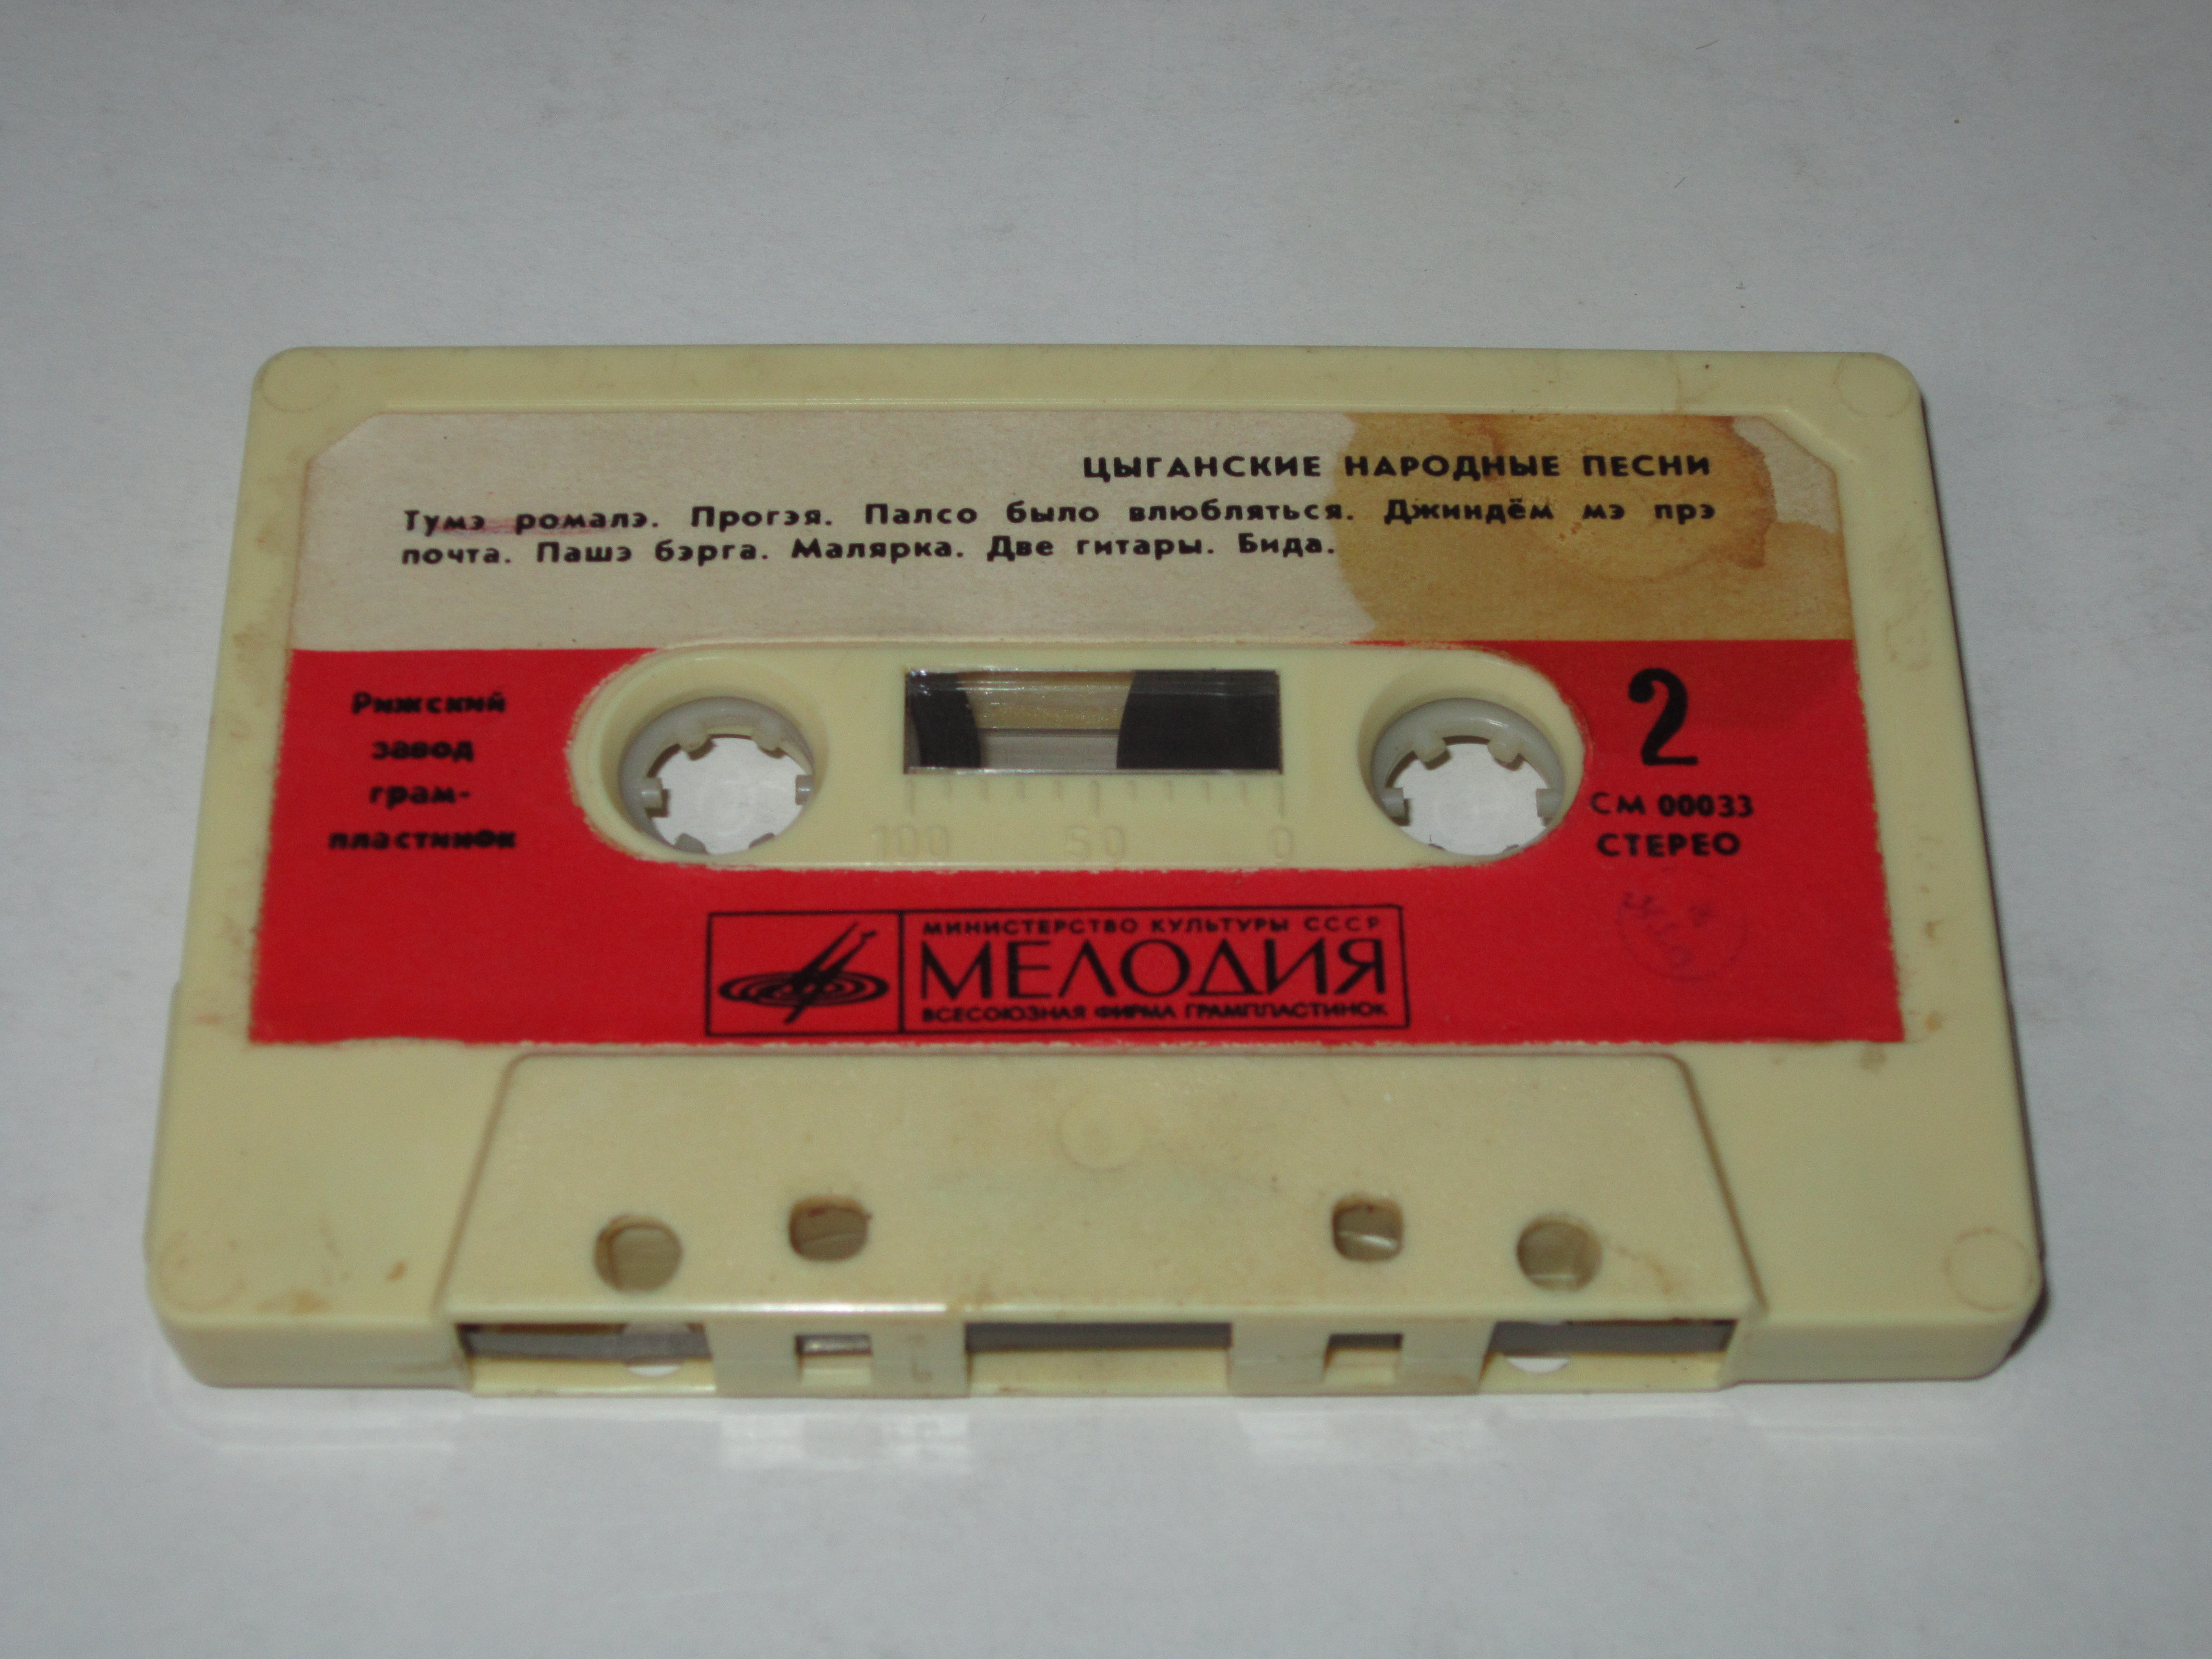 ЦЫГАНСКИЕ НАРОДНЫЕ ПЕСНИ
Тумэ ромалэ. Прогэя. Палсо было влюбляться. Джиндём мэ прэ
почта. Пашэ бэрга. Малярка. Две гитары. Бида.
Рижский
завод
грам-
пластинок
2
СМ 00033
СТЕРЕО
100 50 0
МИНИСТЕРСТВО КУЛЬТУРЫ СССР
МЕЛОДИЯ
ВСЕСОЮЗНАЯ ФИРМА ГРАМПЛАСТИНОК